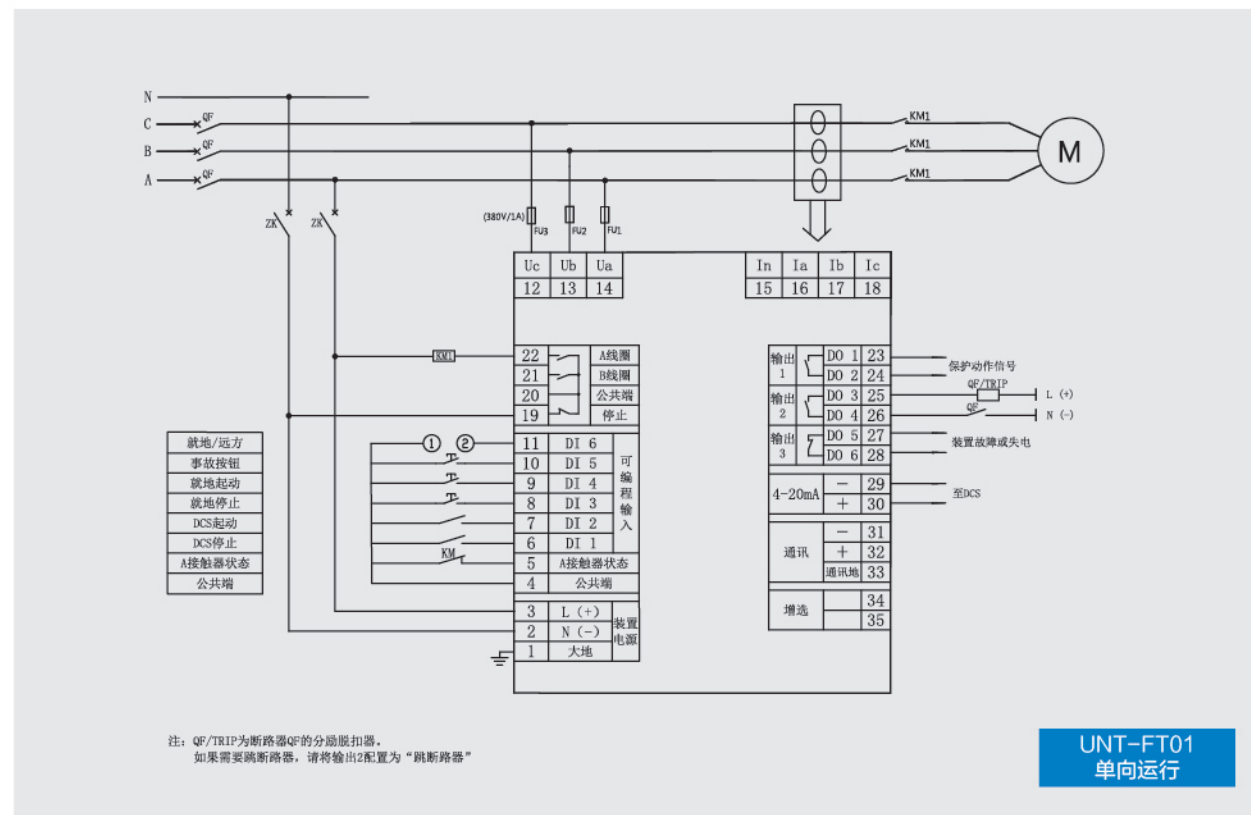 N
C QF KM1
B QF KM1
A QF KM1
M
ZK ZK
(380V/1A) FU3 FU2 FU1
Uc Ub Ua
12 13 14
In Ia Ib Ic
15 16 17 18
KM1
22 A线圈
21 B线圈
20 公共端
19 停止
就地/远方
事故按钮
就地起动
就地停止
DCS起动
DCS停止
A接触器状态
公共端
① ② 11 DI 6
10 DI 5
9 DI 4
8 DI 3
7 DI 2
6 DI 1
可编程输入
KM 5 A接触器状态
4 公共端
3 L (+)
2 N (-)
1 大地
装置电源
输出1 DO 1 23
DO 2 24
保护动作信号
输出2 DO 3 25
DO 4 26
QF/TRIP L (+)
QF N (-)
输出3 DO 5 27
DO 6 28
装置故障或失电
4-20mA - 29
+ 30
至DCS
通讯 - 31
+ 32
通讯地 33
增选 34
35
注: QF/TRIP为断路器QF的分励脱扣器。
如果需要跳断路器, 请将输出2配置为“跳断路器”
UNT-FT01
单向运行